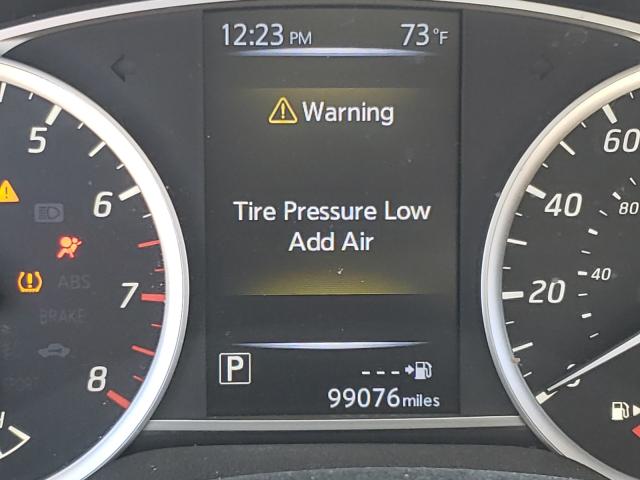 12:23 PM 73°F
Warning
Tire Pressure Low
Add Air
P
---
99076 miles
5
6
7
8
ABS
BRAKE
60
80
40
40
20
0